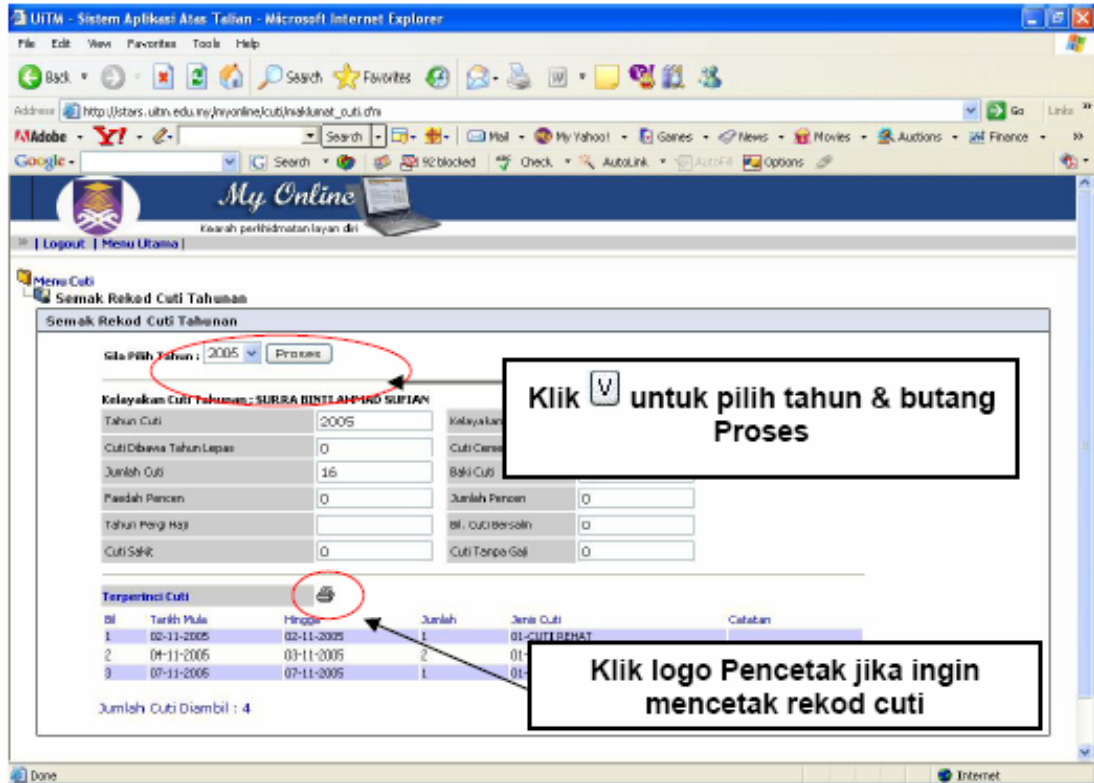 UiTM - Sistem Aplikasi Atas Talian - Microsoft Internet Explorer
File Edit View Favorites Tools Help
Back Search Favorites
Address http://istars.uitm.edu.my/myonline/cuti/maklumat_cuti.cfm Go Links
Adobe Y! Search Mail My Yahoo! Games News Movies Auctions Finance
Google Search 92 blocked Check AutoLink AutoFill Options
My Online
Kearah perkhidmatan layan diri
| Logout | Menu Utama |
Menu Cuti
Semak Rekod Cuti Tahunan
Semak Rekod Cuti Tahunan
Sila Pilih Tahun : 2005 Proses
Klik V untuk pilih tahun & butang
Proses
Kelayakan Cuti Tahunan : SURRA BINTI AHMAD SUFIAN
Tahun Cuti 2005 Kelayakan
Cuti Dibawa Tahun Lepas 0 Cuti
Jumlah Cuti 16 Baki Cuti
Faedah Pencen 0 Jumlah Pencen 0
Tahun Pergi Haji Bil. Cuti Bersalin 0
Cuti Sakit 0 Cuti Tanpa Gaji 0
Terperinci Cuti
Bil Tarikh Mula Hingga Jumlah Jenis Cuti Catatan
1 02-11-2005 02-11-2005 1 01-CUTI REHAT
2 04-11-2005 03-11-2005 2 01-
3 07-11-2005 07-11-2005 1 01-
Klik logo Pencetak jika ingin
mencetak rekod cuti
Jumlah Cuti Diambil : 4
Done Internet